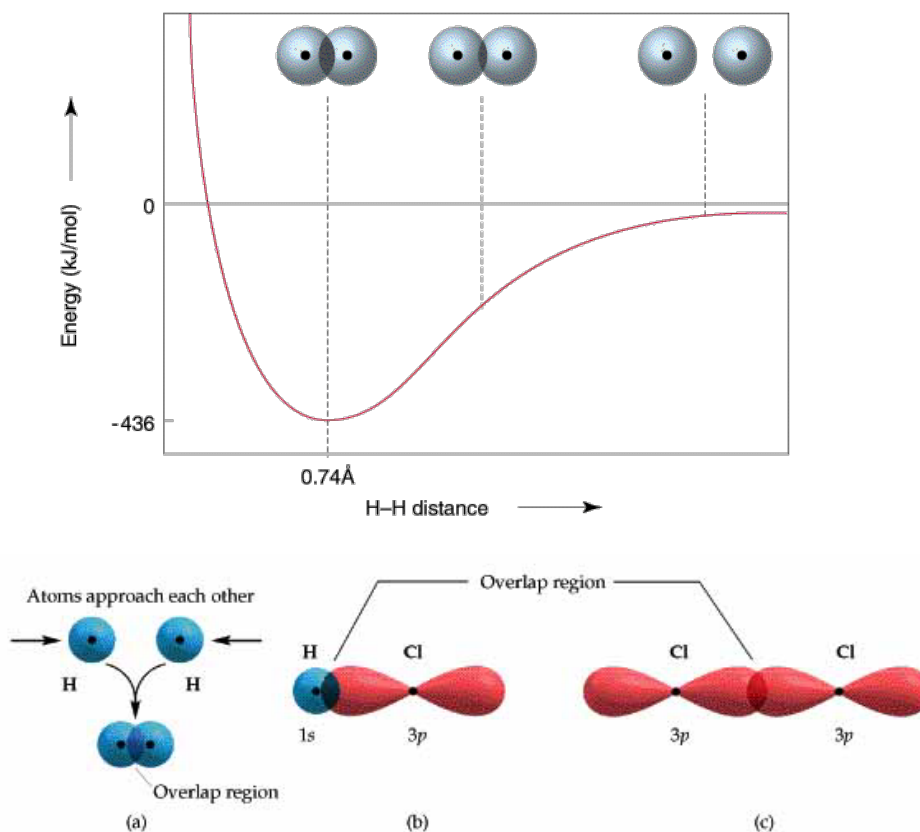 Energy (kJ/mol)
0
-436
0.74Å
H–H distance
Atoms approach each other
H
H
Overlap region
(a)
Overlap region
H
Cl
1s
3p
(b)
Cl
Cl
3p
3p
(c)